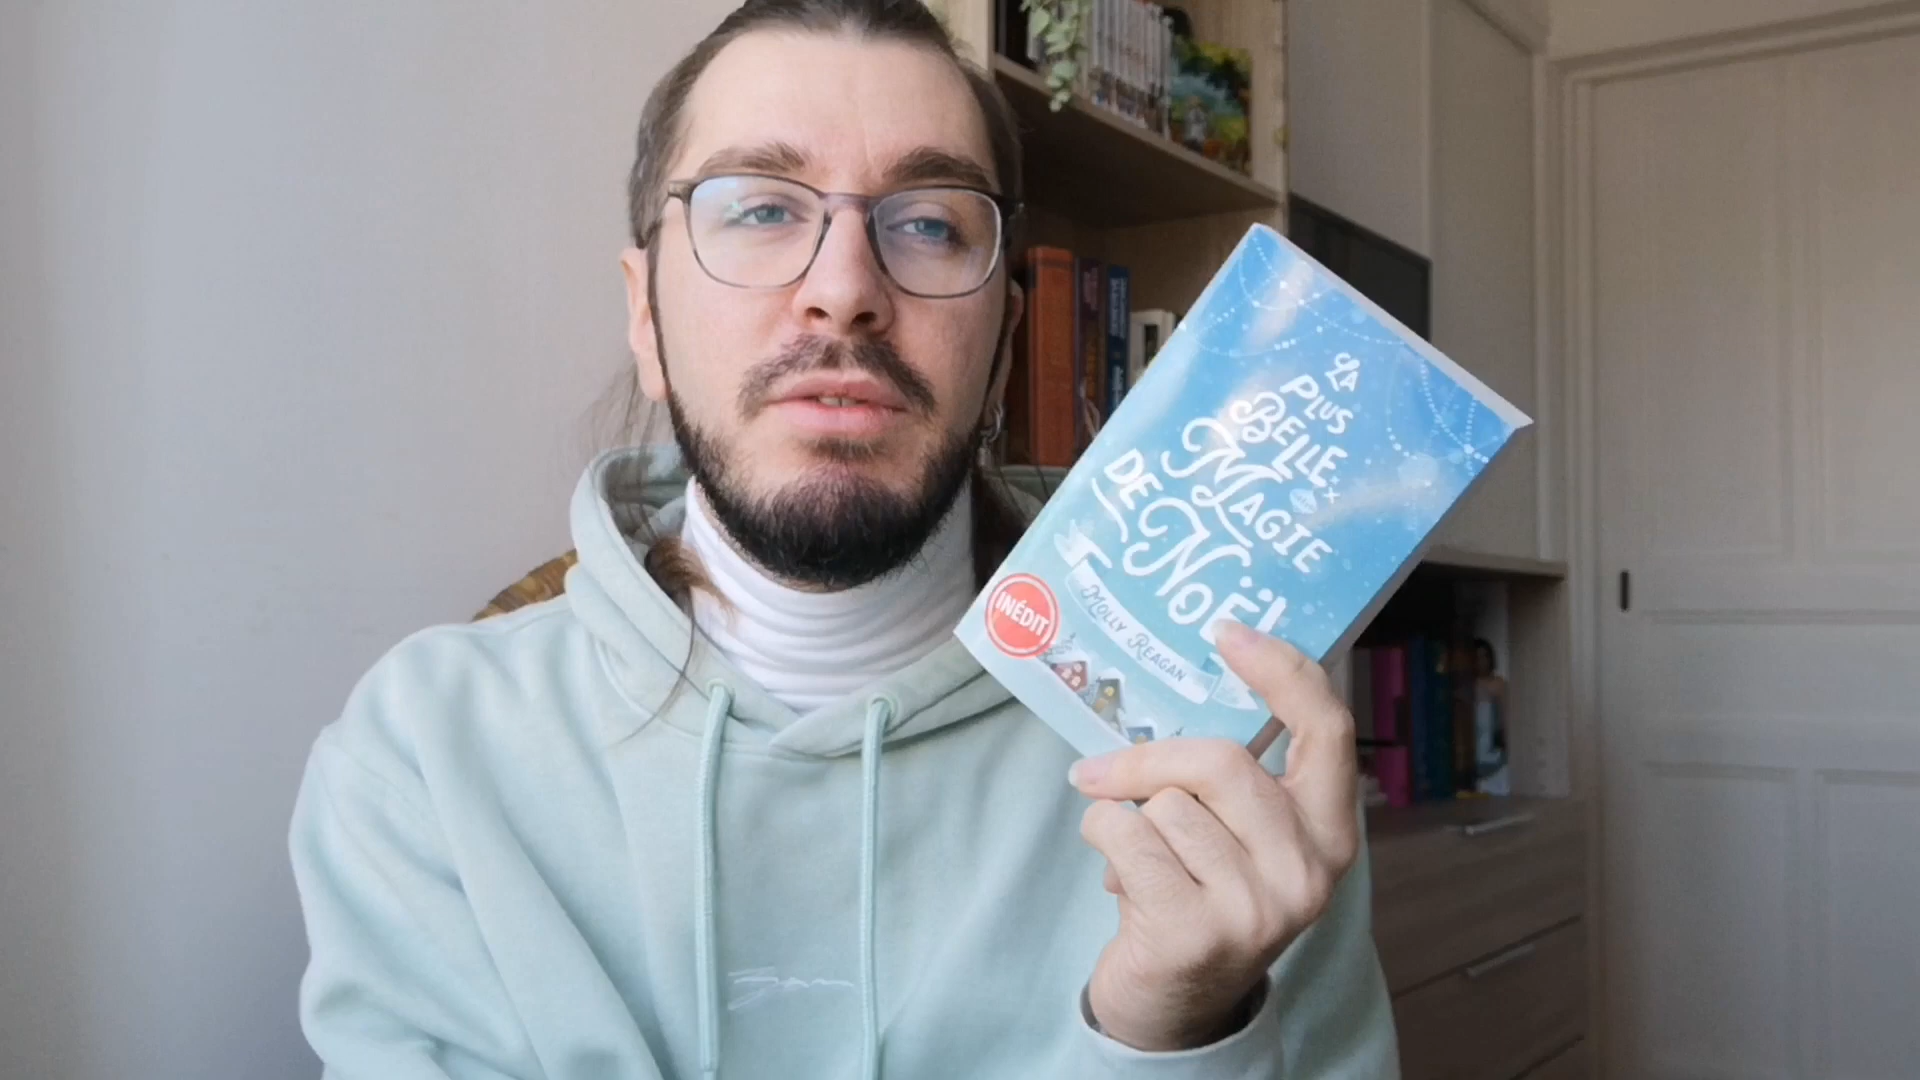 LA
PLUS
BELLE
MAGIE
DE NOËL
MOLLY REAGAN
INÉDIT